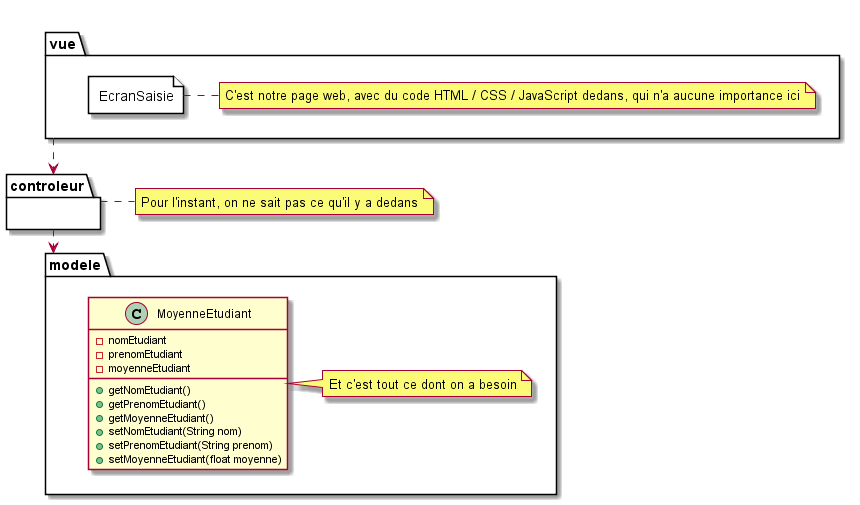 vue
EcranSaisie
C'est notre page web, avec du code HTML / CSS / JavaScript dedans, qui n'a aucune importance ici
controleur
Pour l'instant, on ne sait pas ce qu'il y a dedans
modele
C MoyenneEtudiant
nomEtudiant
prenomEtudiant
moyenneEtudiant
getNomEtudiant()
getPrenomEtudiant()
getMoyenneEtudiant()
setNomEtudiant(String nom)
setPrenomEtudiant(String prenom)
setMoyenneEtudiant(float moyenne)
Et c'est tout ce dont on a besoin